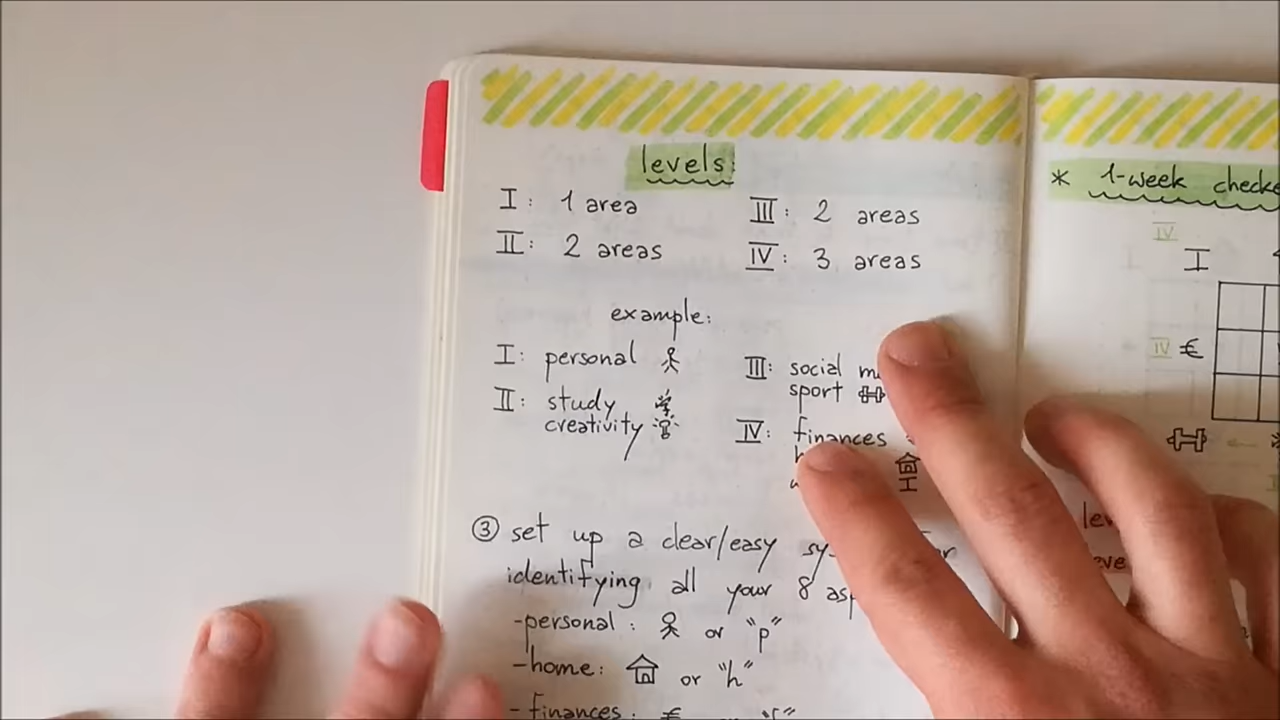 levels:
I: 1 area
II: 2 areas
III: 2 areas
IV: 3 areas
example:
I: personal
II: study
creativity
III: social
sport
IV: finances
③ set up a clear/easy
identifying all your 8
-personal: or "p"
-home: or "h"
-finances: €
* 1-week
IV
I
IV €